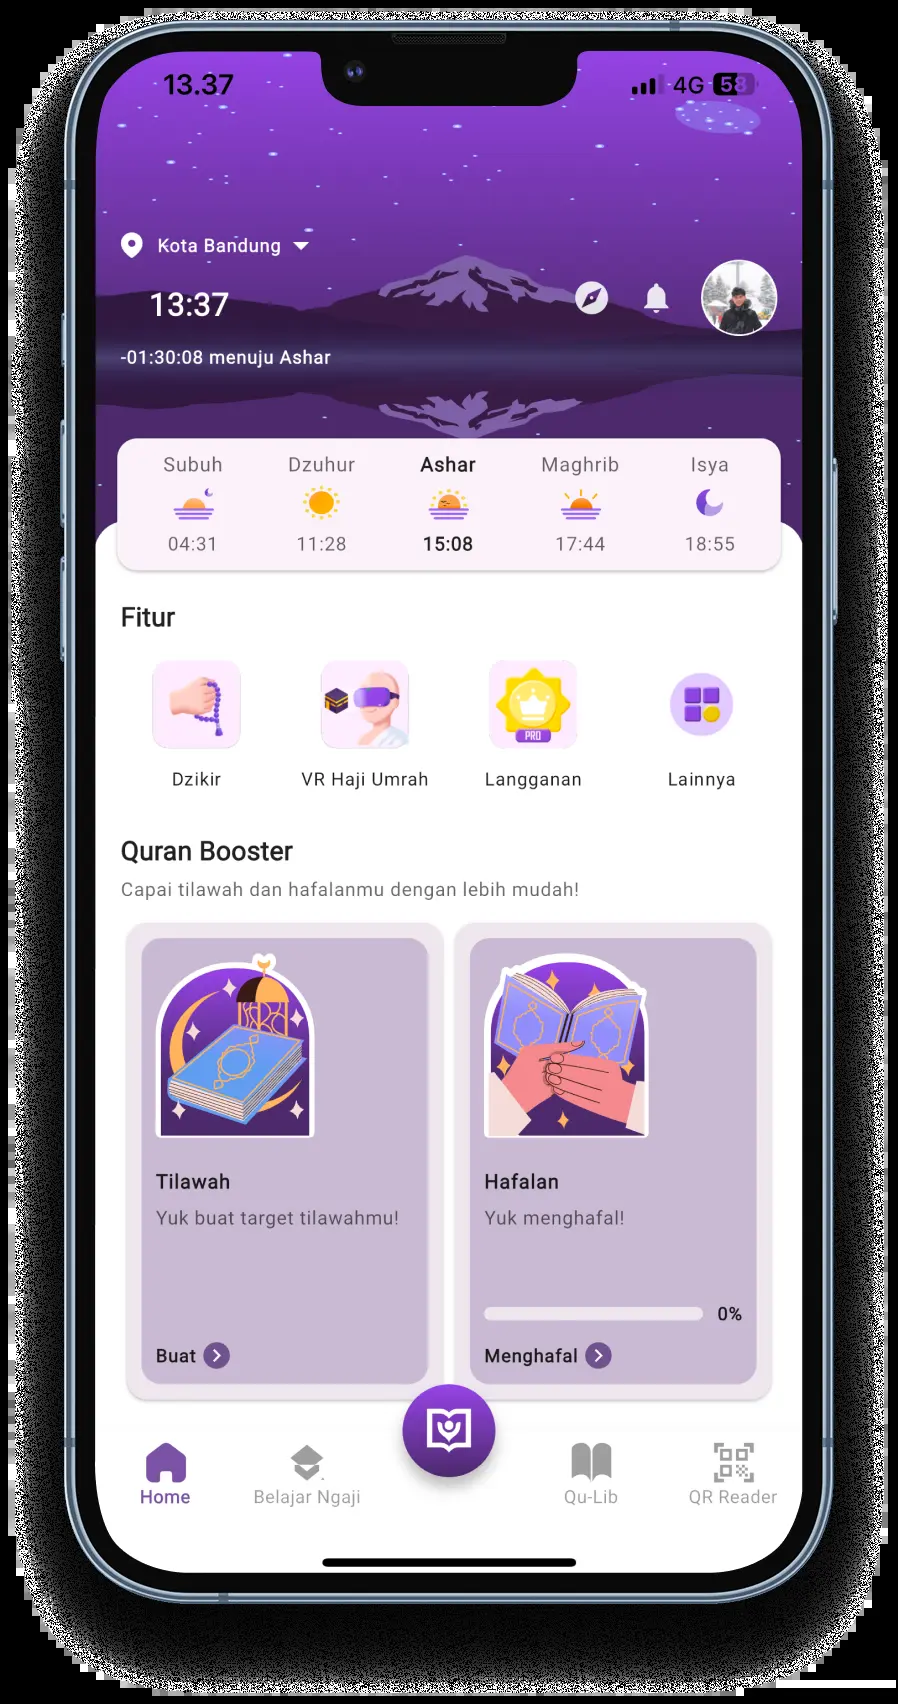 13.37
4G 58
Kota Bandung
13:37
-01:30:08 menuju Ashar
Subuh Dzuhur Ashar Maghrib Isya
04:31 11:28 15:08 17:44 18:55
Fitur
PRO
Dzikir VR Haji Umrah Langganan Lainnya
Quran Booster
Capai tilawah dan hafalanmu dengan lebih mudah!
Tilawah
Yuk buat target tilawahmu!
Buat
Hafalan
Yuk menghafal!
0%
Menghafal
Home Belajar Ngaji Qu-Lib QR Reader